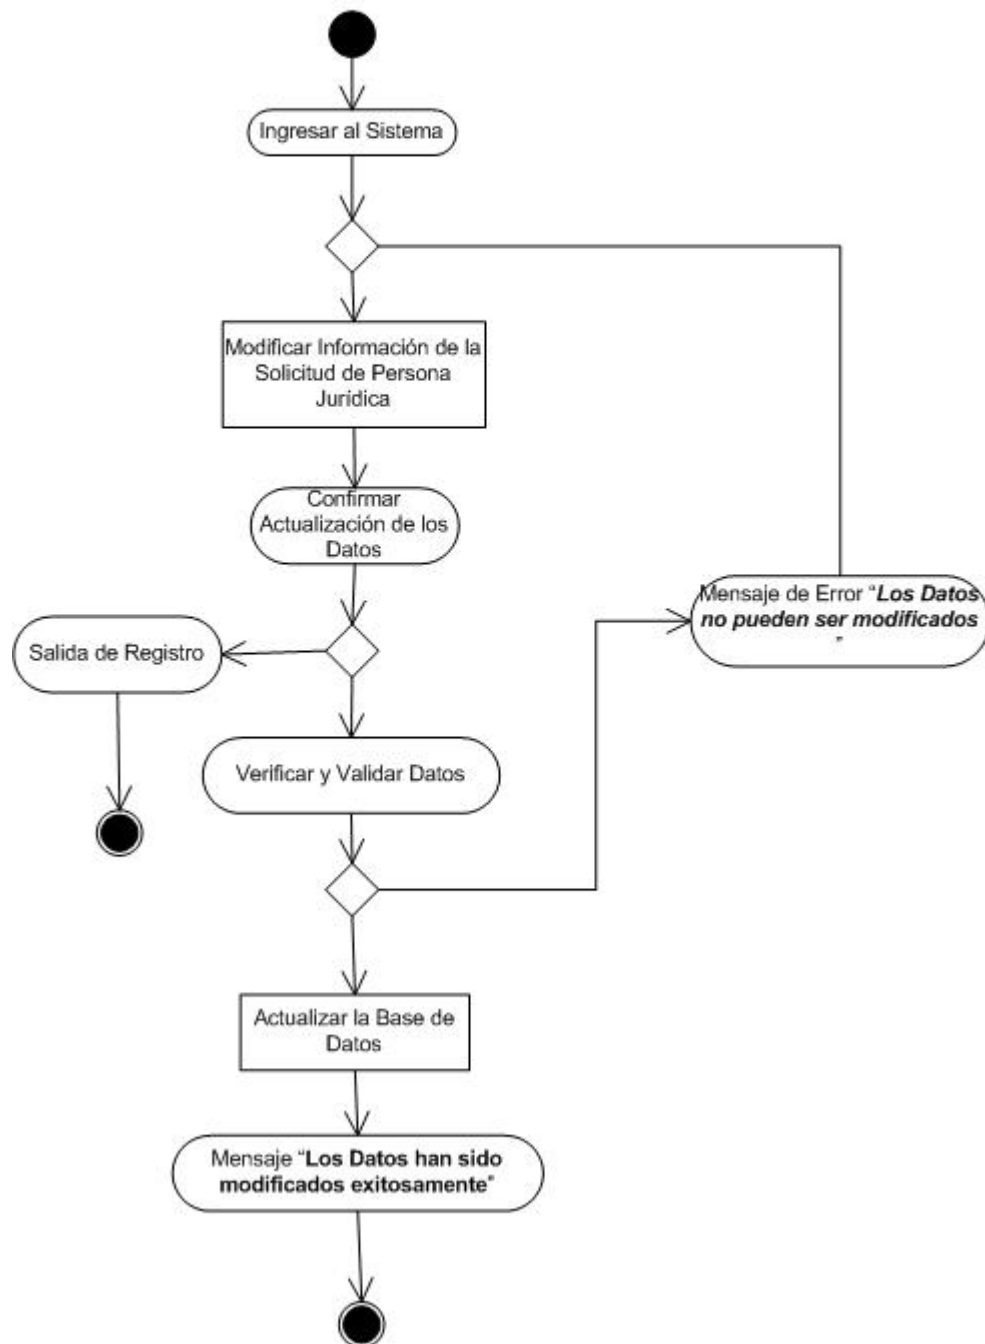 Ingresar al Sistema
Modificar Información de la
Solicitud de Persona
Juridica
Confirmar
Actualización de los
Datos
Mensaje de Error “Los Datos
no pueden ser modificados
”
Salida de Registro
Verificar y Validar Datos
Actualizar la Base de
Datos
Mensaje “Los Datos han sido
modificados exitosamente”